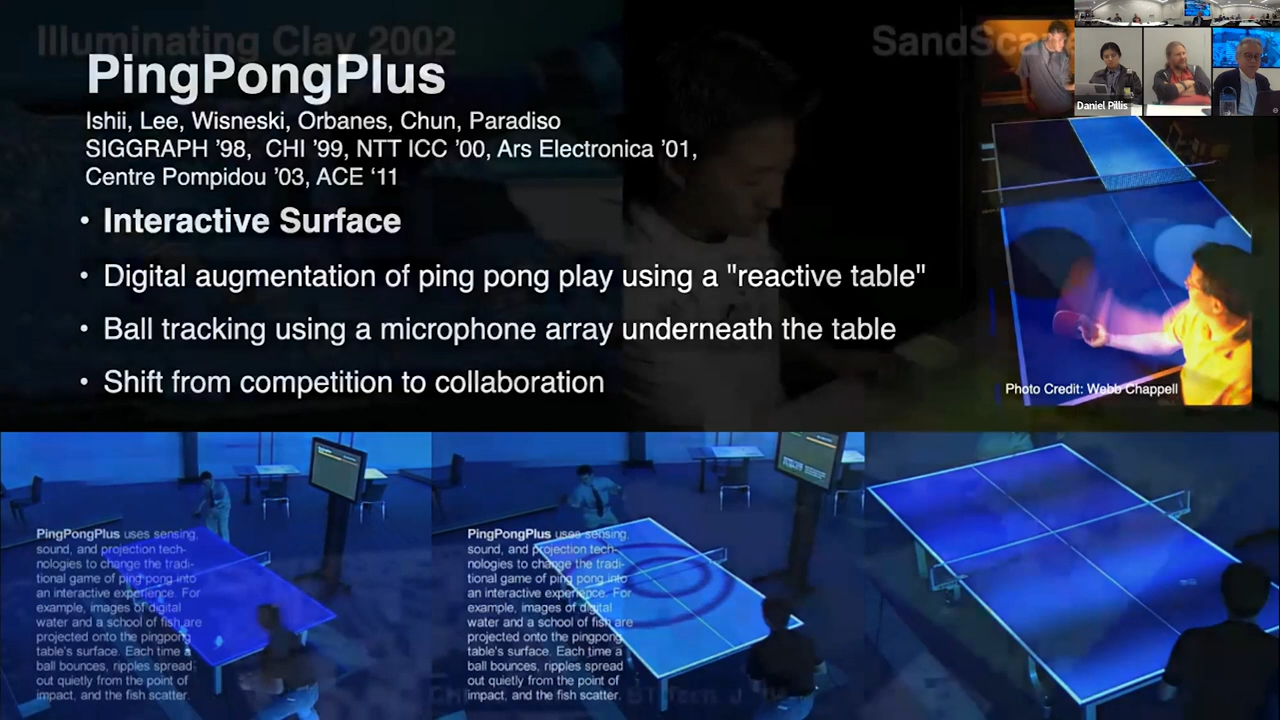 Illuminating Clay 2002
SandSca
PingPongPlus
Ishii, Lee, Wisneski, Orbanes, Chun, Paradiso
SIGGRAPH '98, CHI '99, NTT ICC '00, Ars Electronica '01,
Centre Pompidou '03, ACE ‘11
• Interactive Surface
• Digital augmentation of ping pong play using a "reactive table"
• Ball tracking using a microphone array underneath the table
• Shift from competition to collaboration
Daniel Pillis
Photo Credit: Webb Chappell
PingPongPlus uses sensing,
sound, and projection tech-
nologies to change the tradi-
tional game of ping pong into
an interactive experience. For
example, images of digital
water and a school of fish are
projected onto the pingpong
table's surface. Each time a
ball bounces, ripples spread
out quietly from the point of
impact, and the fish scatter.
PingPongPlus uses sensing,
sound, and projection tech-
nologies to change the tradi-
tional game of ping pong into
an interactive experience. For
example, images of digital
water and a school of fish are
projected onto the pingpong
table's surface. Each time a
ball bounces, ripples spread
out quietly from the point of
impact, and the fish scatter.